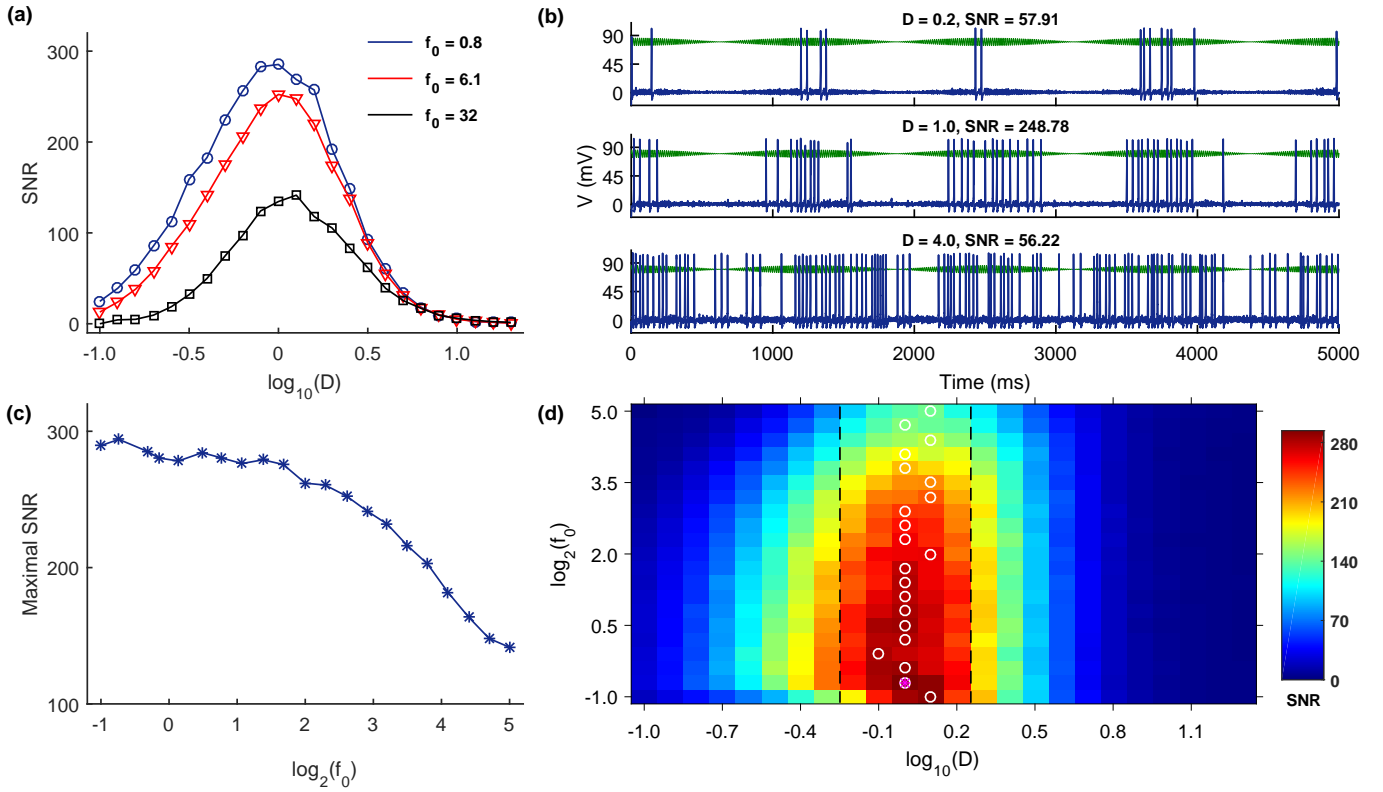 (a)
f0 = 0.8
f0 = 6.1
f0 = 32
300
200
100
0
SNR
-1.0 -0.5 0 0.5 1.0
log10(D)
(b)
D = 0.2, SNR = 57.91
90
45
0
D = 1.0, SNR = 248.78
90
45
0
V (mV)
D = 4.0, SNR = 56.22
90
45
0
0 1000 2000 3000 4000 5000
Time (ms)
(c)
300
200
100
Maximal SNR
-1 0 1 2 3 4 5
log2(f0)
(d)
5.0
3.5
2.0
0.5
-1.0
log2(f0)
-1.0 -0.7 -0.4 -0.1 0.2 0.5 0.8 1.1
log10(D)
280
210
140
70
0
SNR